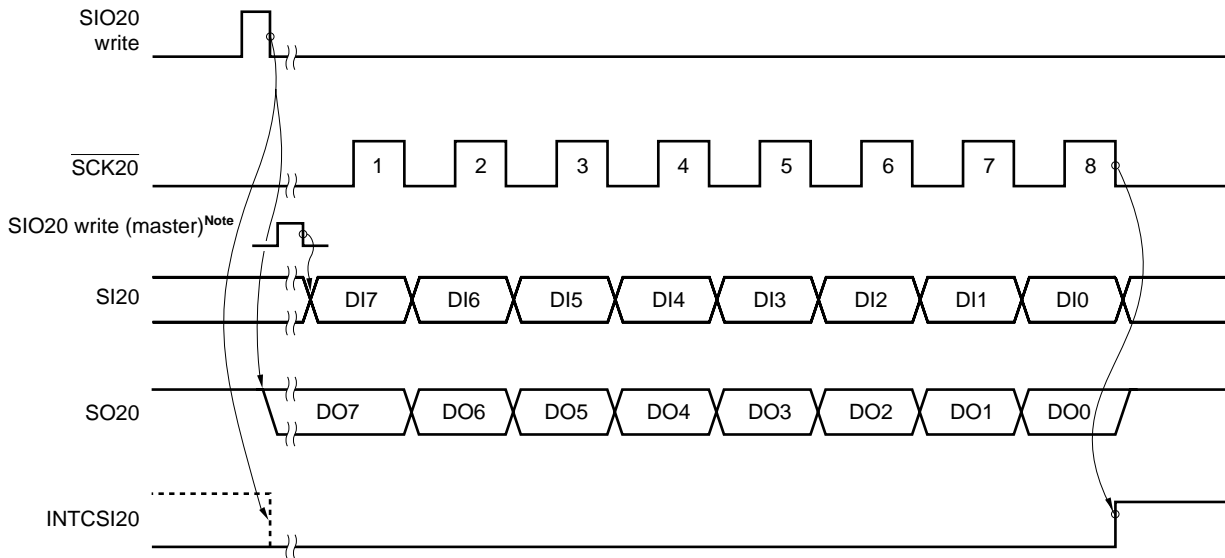 SIO20
write
SCK20
1 2 3 4 5 6 7 8
SIO20 write (master)Note
SI20
DI7 DI6 DI5 DI4 DI3 DI2 DI1 DI0
SO20
DO7 DO6 DO5 DO4 DO3 DO2 DO1 DO0
INTCSI20